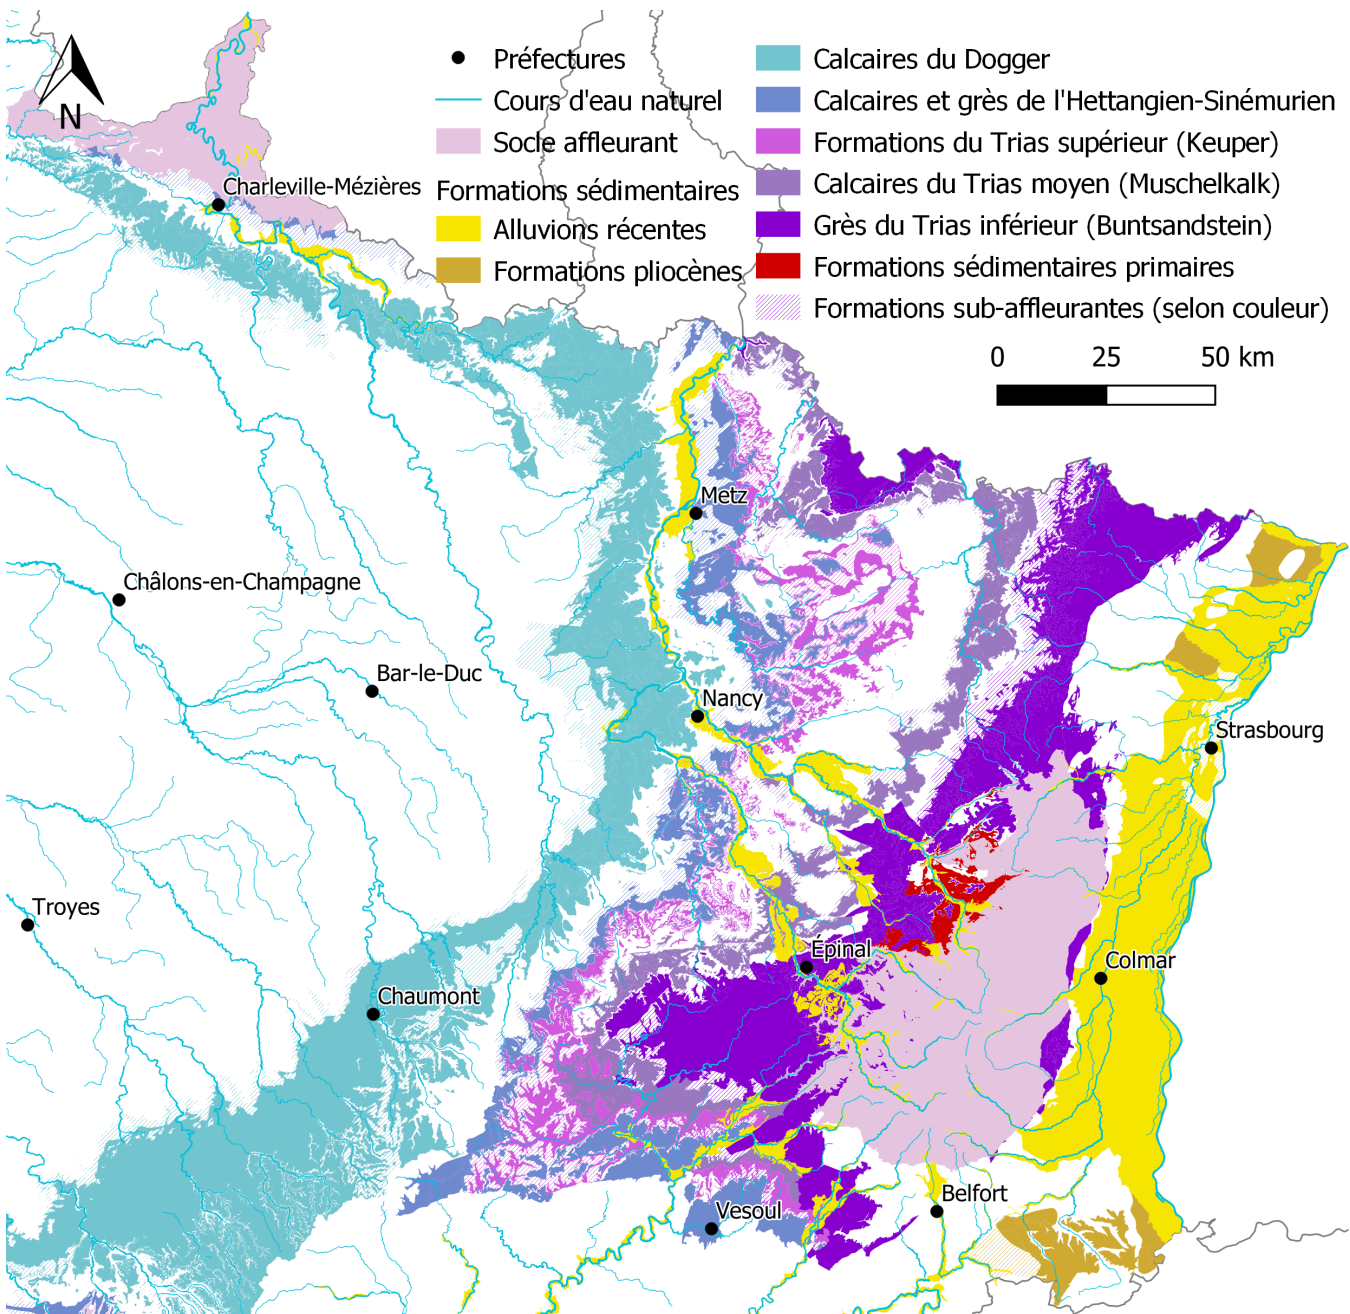 N
Préfectures
Cours d'eau naturel
Socle affleurant
Formations sédimentaires
Alluvions récentes
Formations pliocènes
Calcaires du Dogger
Calcaires et grès de l'Hettangien-Sinémurien
Formations du Trias supérieur (Keuper)
Calcaires du Trias moyen (Muschelkalk)
Grès du Trias inférieur (Buntsandstein)
Formations sédimentaires primaires
Formations sub-affleurantes (selon couleur)
0 25 50 km
Charleville-Mézières
Metz
Châlons-en-Champagne
Bar-le-Duc
Nancy
Strasbourg
Troyes
Épinal
Colmar
Chaumont
Belfort
Vesoul